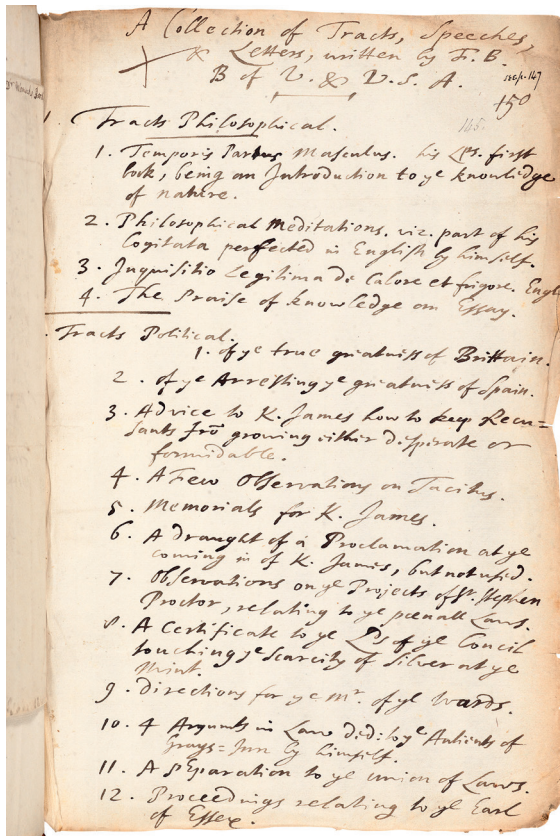 A Collection of Tracts, Speeches,
& Letters, written by F. B.
B of V. & V. S. A.
+50
165
1. Tracts Philosophical.
1. Temporis Partus Masculus. his Lps. first
book, being an Introduction to ye knowledge
of nature.
2. Philosophical Meditations. viz. part of his
Cogitata perfected in English by himself.
3. Inquisitio Legitima de Calore et frigore. Engl
4. The Praise of knowledge an Essay.
Tracts Political.
1. of ye true greatness of Brittain.
2. of ye Arresting ye greatness of Spain.
3. Advice to K. James how to keep Recu=
sants frō growing either desperate or
formidable.
4. A Few Observations on Tacitus.
5. Memorials for K. James.
6. A draught of a Proclamation at ye
coming in of K. James, but not used.
7. Observations on ye Projects of Sr. Stephen
Proctor, relating to ye poenall Laws.
8. A Certificate to ye Lps of ye Concil
touching ye Scarcity of Silver at ye
Mint.
9. directions for ye Mr. of ye Wards.
10. 4 Argumts in Law ded: to ye Antients of
Grays=Inn by himself.
11. A Preparation to ye union of Laws.
12. Proceedings relating to ye Earl
of Essex.